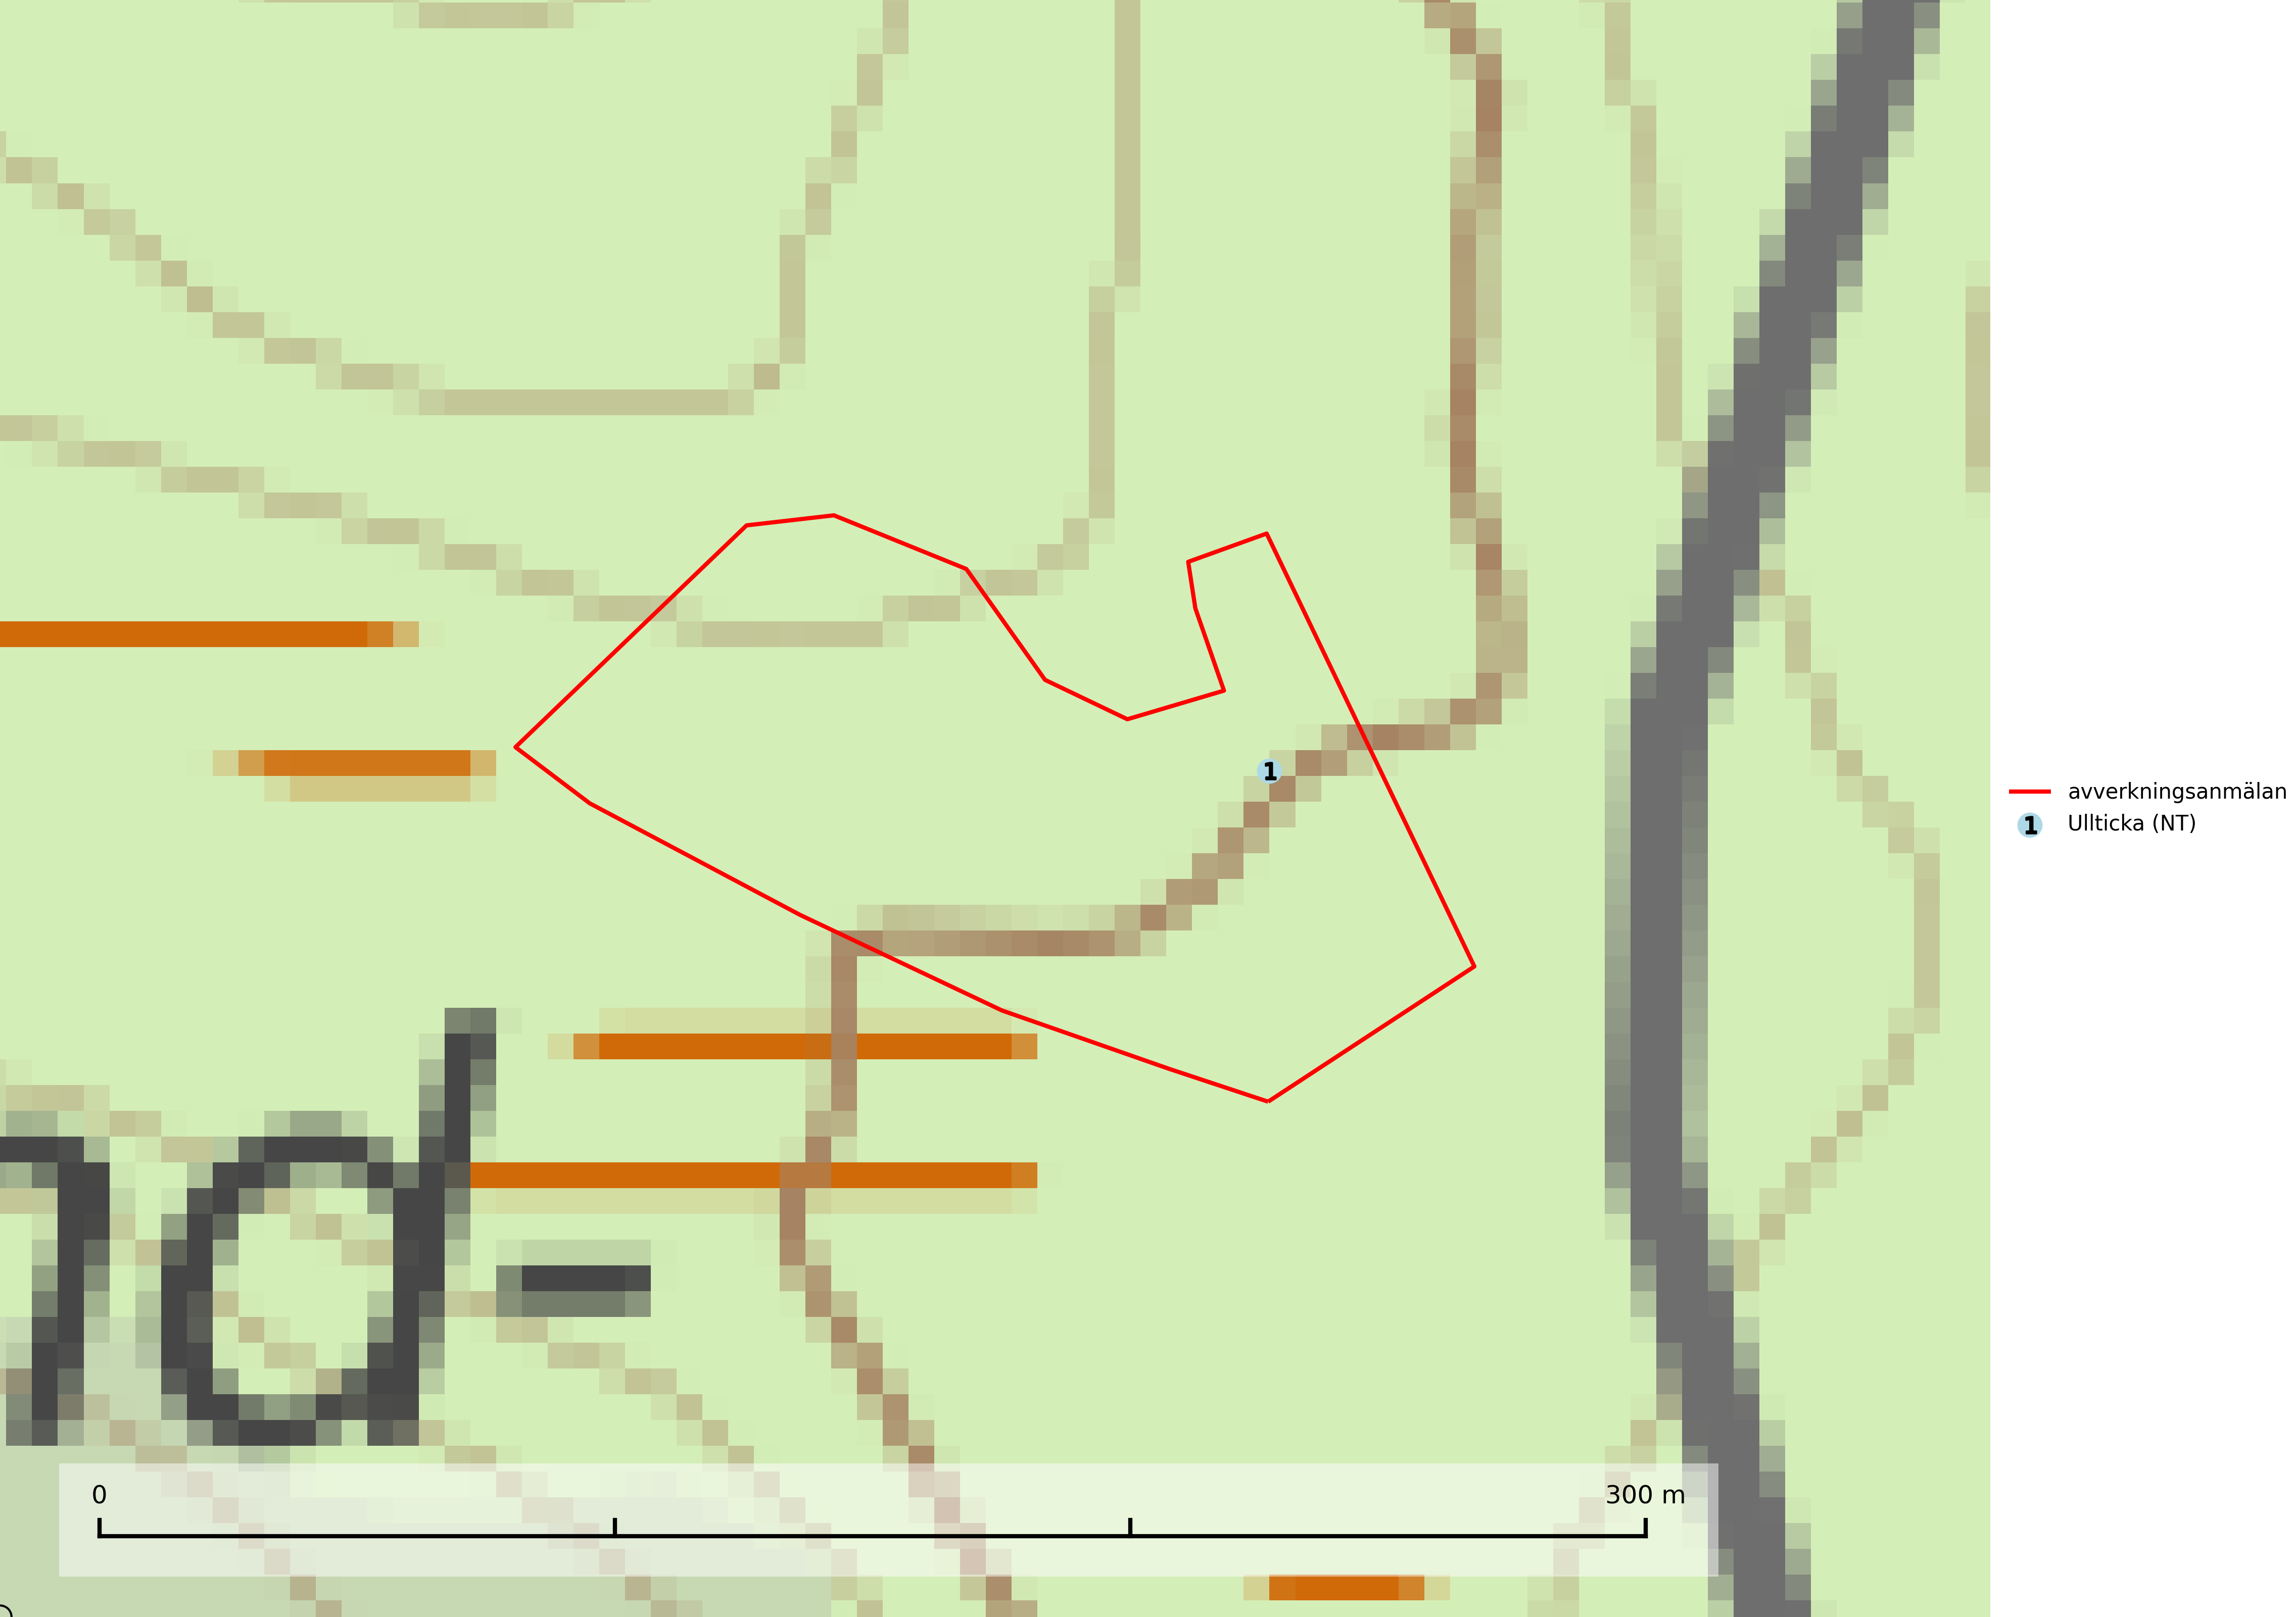 1
avverkningsanmälan
1 Ullticka (NT)
0 300 m